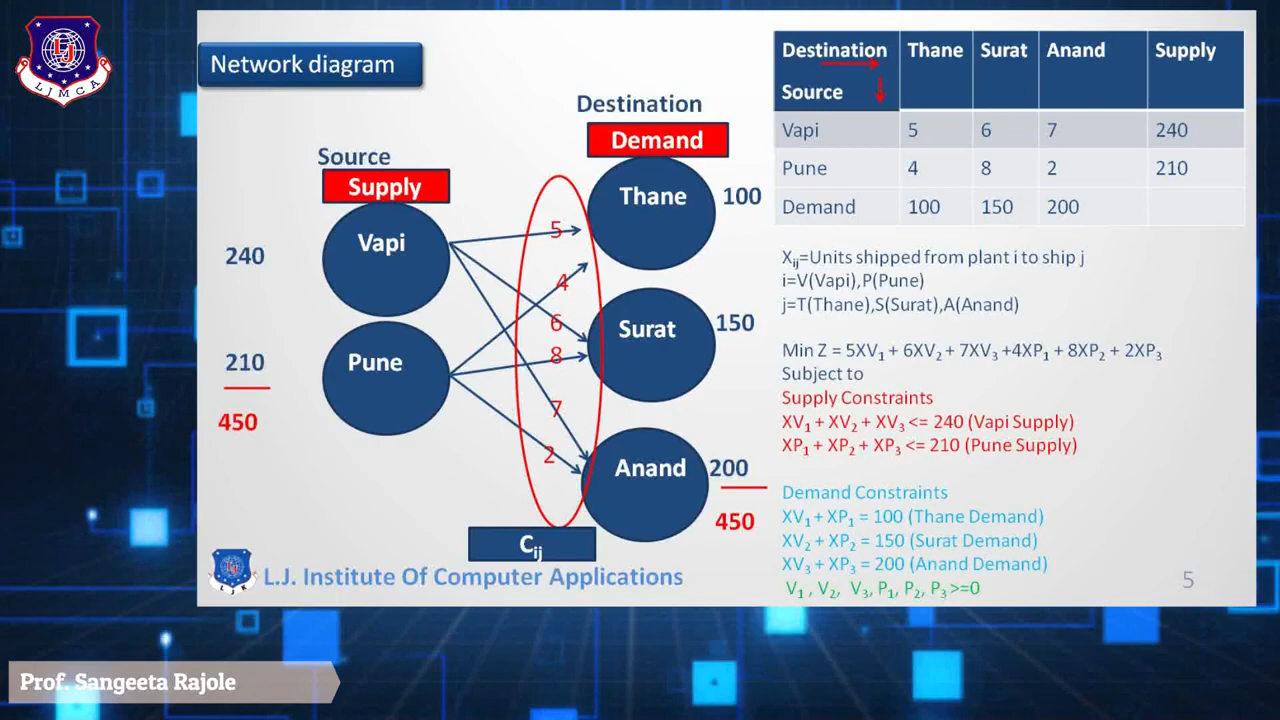 LJ
LJMCA
Network diagram
Destination
Demand
Source
Supply
Thane
100
Vapi
240
5
4
6
Surat
150
8
Pune
210
7
450
2
Anand
200
450
Cij
LJ
L.J. Institute Of Computer Applications
Destination Thane Surat Anand Supply
Source
Vapi 5 6 7 240
Pune 4 8 2 210
Demand 100 150 200
Xij=Units shipped from plant i to ship j
i=V(Vapi),P(Pune)
j=T(Thane),S(Surat),A(Anand)
Min Z = 5XV₁ + 6XV₂ + 7XV₃ +4XP₁ + 8XP₂ + 2XP₃
Subject to
Supply Constraints
XV₁ + XV₂ + XV₃ <= 240 (Vapi Supply)
XP₁ + XP₂ + XP₃ <= 210 (Pune Supply)
Demand Constraints
XV₁ + XP₁ = 100 (Thane Demand)
XV₂ + XP₂ = 150 (Surat Demand)
XV₃ + XP₃ = 200 (Anand Demand)
V₁ , V₂, V₃, P₁, P₂, P₃ >=0
5
Prof. Sangeeta Rajole